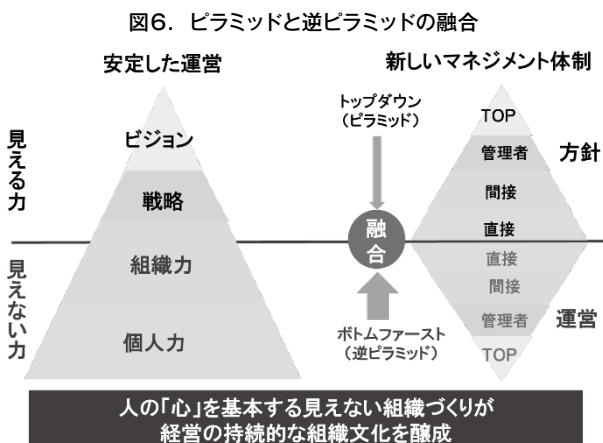 図6. ピラミッドと逆ピラミッドの融合
安定した運営
新しいマネジメント体制
見える力
見えない力
ビジョン
戦略
組織力
個人力
トップダウン
(ピラミッド)
融
合
ボトムファースト
(逆ピラミッド)
TOP
管理者
方針
間接
直接
直接
間接
管理者
運営
TOP
人の「心」を基本する見えない組織づくりが
経営の持続的な組織文化を醸成